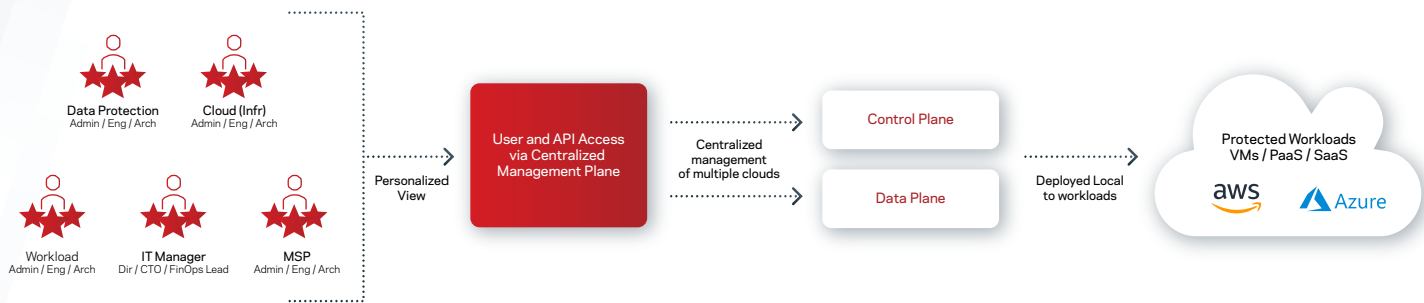 Data Protection
Admin / Eng / Arch
Cloud (Infr)
Admin / Eng / Arch
Workload
Admin / Eng / Arch
IT Manager
Dir / CTO / FinOps Lead
MSP
Admin / Eng / Arch
Personalized
View
User and API Access
via Centralized
Management Plane
Centralized
management
of multiple clouds
Control Plane
Data Plane
Deployed Local
to workloads
Protected Workloads
VMs / PaaS / SaaS
aws
Azure